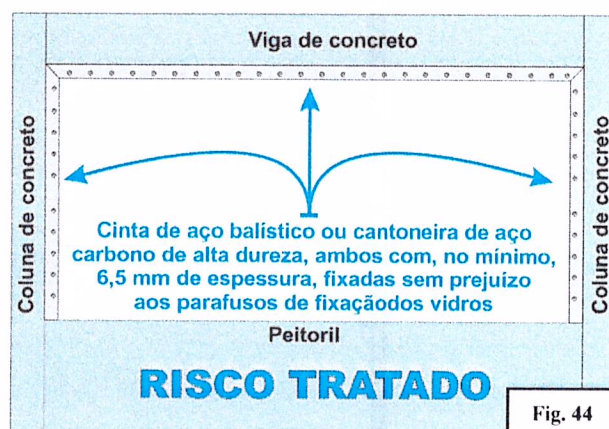 Viga de concreto
Coluna de concreto
Cinta de aço balístico ou cantoneira de aço
carbono de alta dureza, ambos com, no mínimo,
6,5 mm de espessura, fixadas sem prejuízo
aos parafusos de fixaçãodos vidros
Coluna de concreto
Peitoril
RISCO TRATADO
Fig. 44